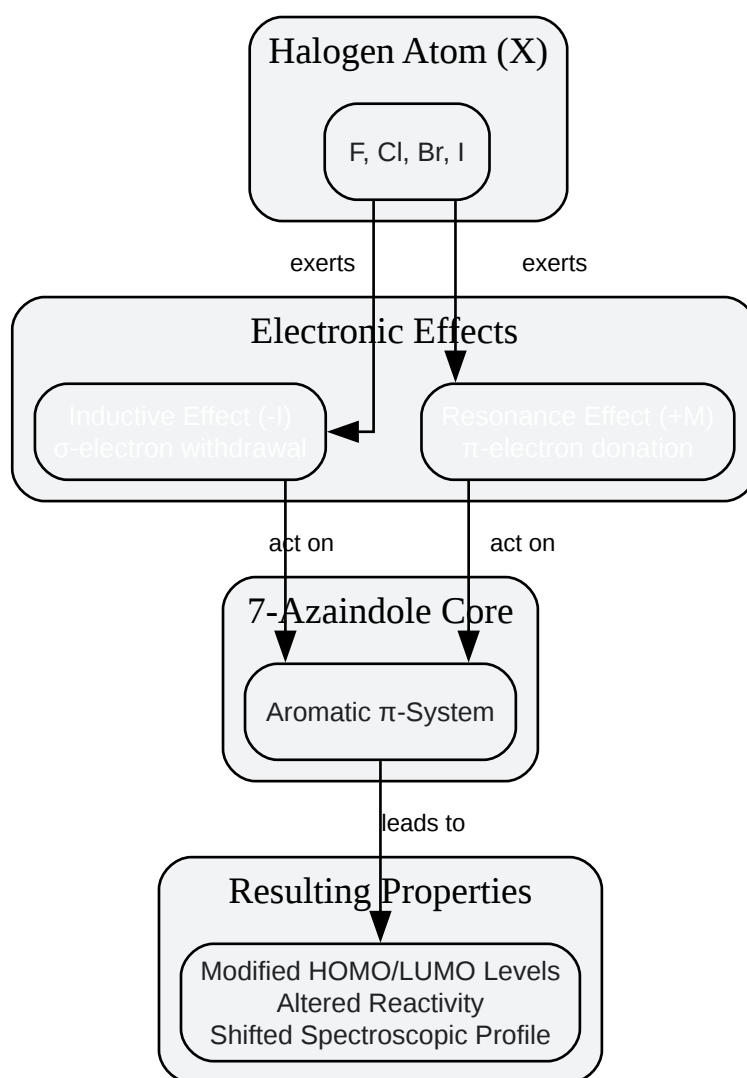 Halogen Atom (X)
F, Cl, Br, I
exerts
exerts
Electronic Effects
Inductive Effect (-I)
σ-electron withdrawal
Resonance Effect (+M)
π-electron donation
act on
act on
7-Azaindole Core
Aromatic π-System
leads to
Resulting Properties
Modified HOMO/LUMO Levels
Altered Reactivity
Shifted Spectroscopic Profile